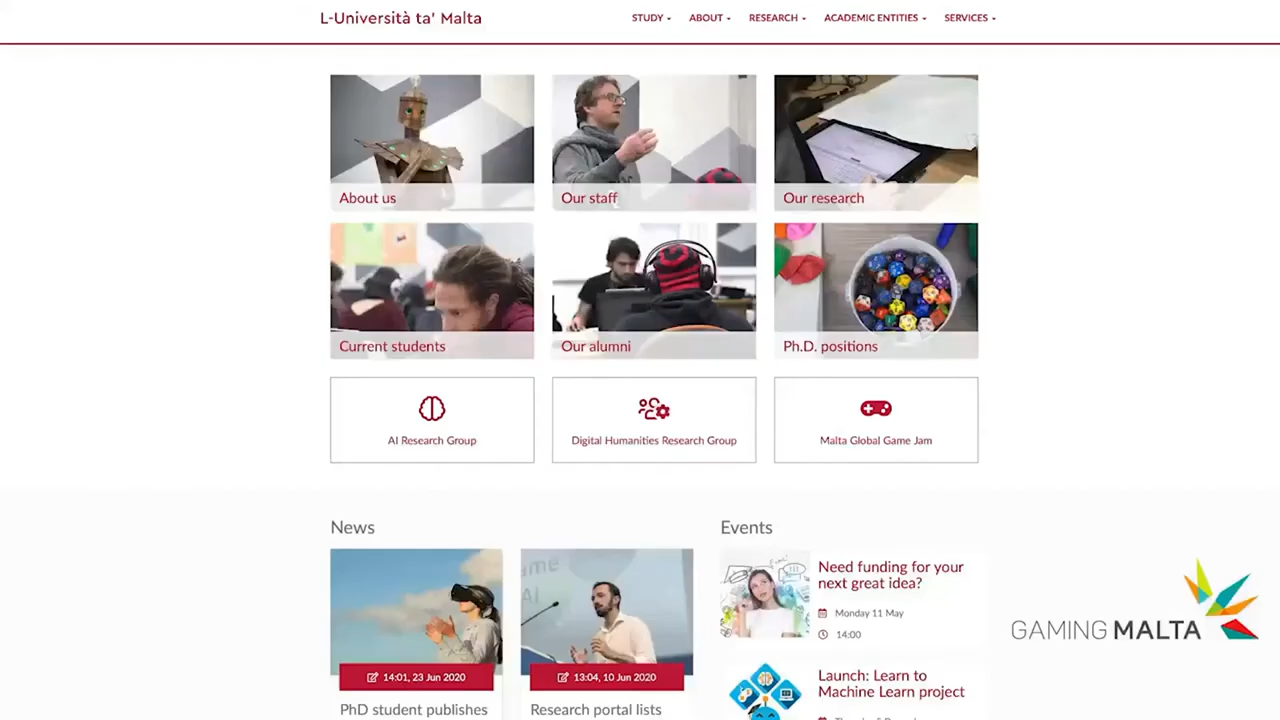 L-Università ta' Malta
STUDY
ABOUT
RESEARCH
ACADEMIC ENTITIES
SERVICES
About us
Our staff
Our research
Current students
Our alumni
Ph.D. positions
AI Research Group
Digital Humanities Research Group
Malta Global Game Jam
News
Events
14:01, 23 Jun 2020
PhD student publishes
13:04, 10 Jun 2020
Research portal lists
Need funding for your
next great idea?
Monday 11 May
14:00
Launch: Learn to
Machine Learn project
GAMING MALTA